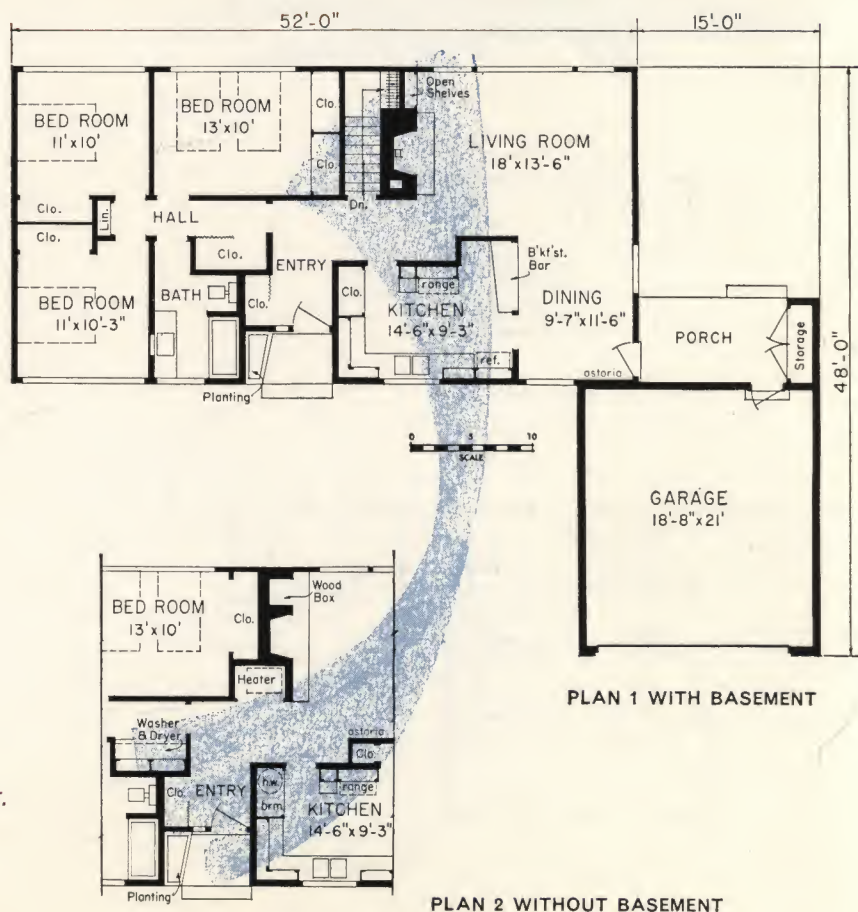 52'-0"
15'-0"
BED ROOM
11'x10'
BED ROOM
13'x10'
Clo.
Clo.
Open
Shelves
LIVING ROOM
18'x13'-6"
Dn.
Clo.
Lin.
HALL
Clo.
Clo.
ENTRY
BED ROOM
11'x10'-3"
BATH
Clo.
Clo.
range
KITCHEN
14'-6"x9'-3"
B'kf'st.
Bar
DINING
9'-7"x11'-6"
ref.
astoria
PORCH
Storage
48'-0"
Planting
0 5 10
SCALE
GARAGE
18'-8"x21'
PLAN 1 WITH BASEMENT
BED ROOM
13'x10'
Clo.
Wood
Box
Heater
Washer
& Dryer
astoria
Clo.
Clo.
ENTRY
h.w.
brm.
range
KITCHEN
14'-6"x9'-3"
Planting
PLAN 2 WITHOUT BASEMENT